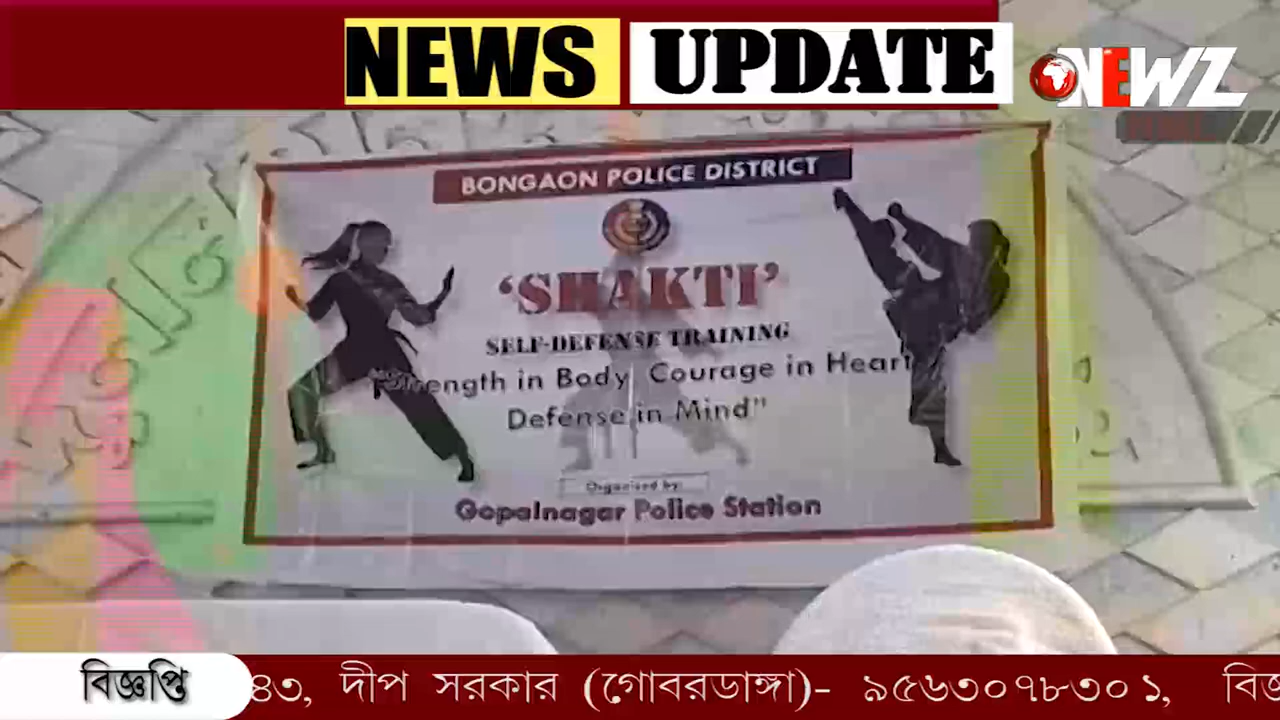 NEWS UPDATE
NEWZ
BONGAON POLICE DISTRICT
'SHAKTI'
SELF-DEFENSE TRAINING
"Strength in Body Courage in Heart
Defense in Mind"
Organised by:
Gopalnagar Police Station
বিজ্ঞপ্তি ৪৩, দীপ সরকার (গোবরডাঙ্গা)- ৯৫৬৩০৭৮৩০১,